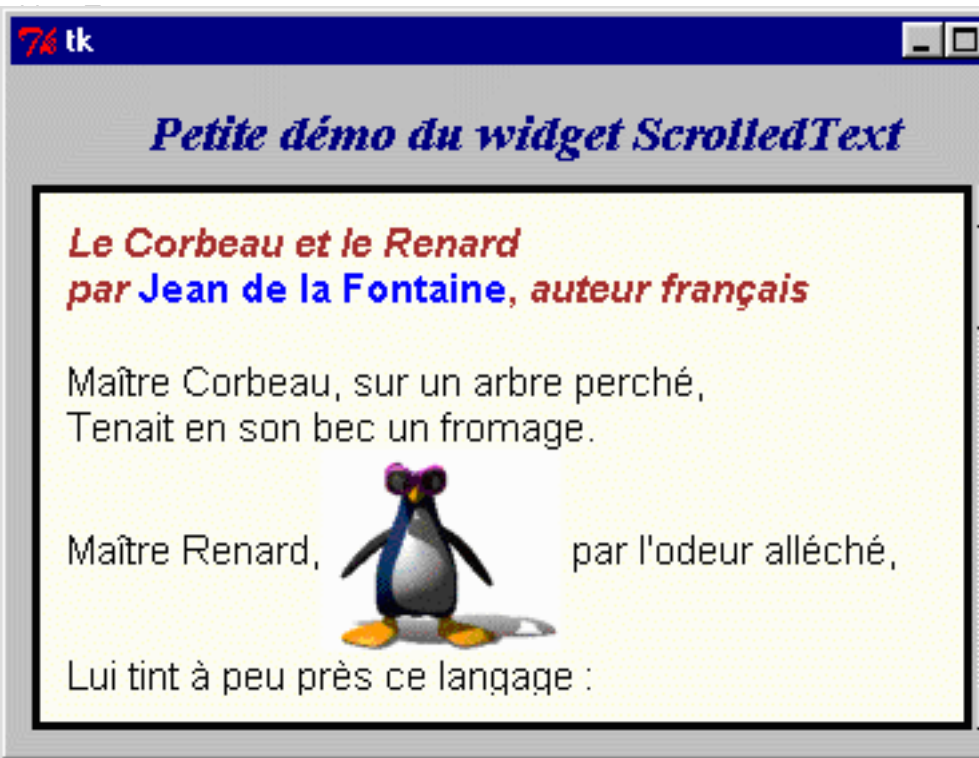 tk
Petite démo du widget ScrolledText
Le Corbeau et le Renard
par Jean de la Fontaine, auteur français
Maître Corbeau, sur un arbre perché,
Tenait en son bec un fromage.
Maître Renard, par l'odeur alléché,
Lui tint à peu près ce langage :